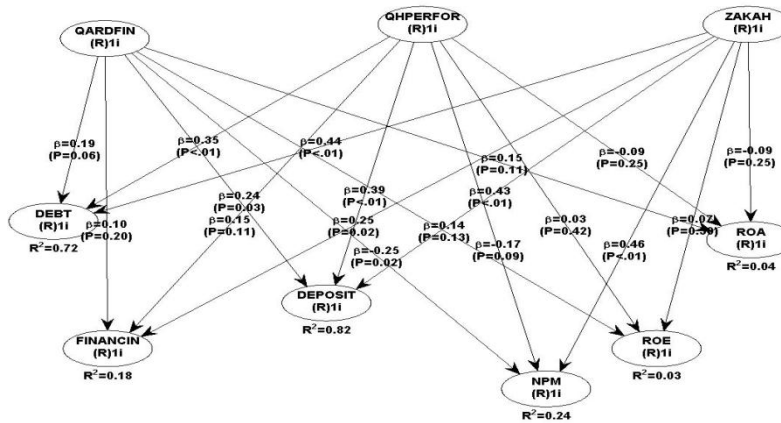 QARDFIN
(R)1i
QHPERFOR
(R)1i
ZAKAH
(R)1i
β=0.19
(P=0.06)
β=0.35
(P<.01)
β=0.44
(P<.01)
β=-0.09
(P=0.25)
β=-0.09
(P=0.25)
β=0.15
(P=0.11)
β=0.24
(P=0.03)
β=0.39
(P<.01)
β=0.43
(P<.01)
DEBT
(R)1i
R²=0.72
β=0.10
(P=0.20)
β=0.15
(P=0.11)
β=0.25
(P=0.02)
β=0.14
(P=0.13)
β=0.03
(P=0.42)
β=0.07
ROA
(R)1i
R²=0.04
β=-0.25
(P=0.02)
β=-0.17
(P=0.09)
β=0.46
(P<.01)
DEPOSIT
(R)1i
R²=0.82
FINANCIN
(R)1i
R²=0.18
ROE
(R)1i
R²=0.03
NPM
(R)1i
R²=0.24